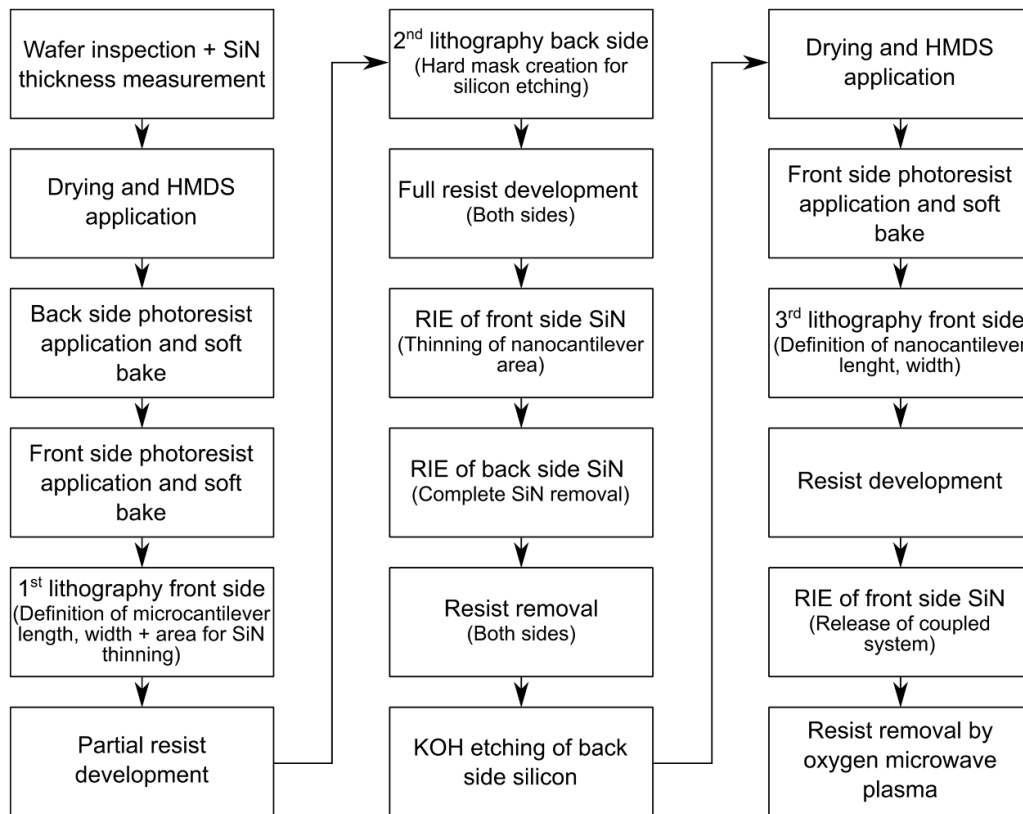 Wafer inspection + SiN
thickness measurement
Drying and HMDS
application
Back side photoresist
application and soft
bake
Front side photoresist
application and soft
bake
1st lithography front side
(Definition of microcantilever
length, width + area for SiN
thinning)
Partial resist
development
2nd lithography back side
(Hard mask creation for
silicon etching)
Full resist development
(Both sides)
RIE of front side SiN
(Thinning of nanocantilever
area)
RIE of back side SiN
(Complete SiN removal)
Resist removal
(Both sides)
KOH etching of back
side silicon
Drying and HMDS
application
Front side photoresist
application and soft
bake
3rd lithography front side
(Definition of nanocantilever
lenght, width)
Resist development
RIE of front side SiN
(Release of coupled
system)
Resist removal by
oxygen microwave
plasma